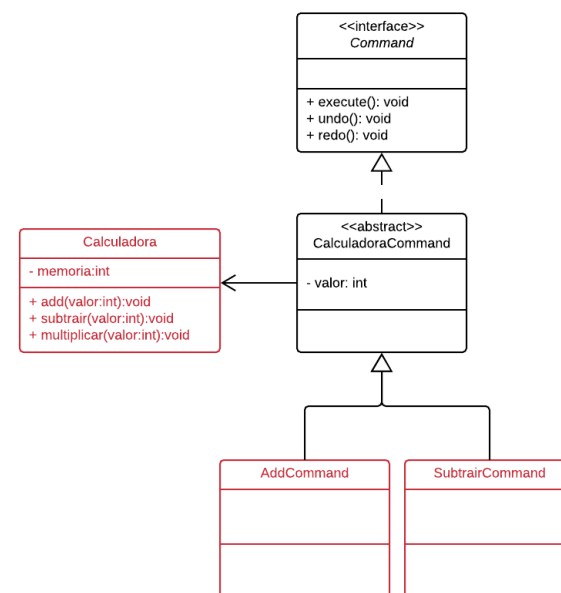 <<interface>>
Command
+ execute(): void
+ undo(): void
+ redo(): void
<<abstract>>
CalculadoraCommand
- valor: int
Calculadora
- memoria:int
+ add(valor:int):void
+ subtrair(valor:int):void
+ multiplicar(valor:int):void
AddCommand
SubtrairCommand